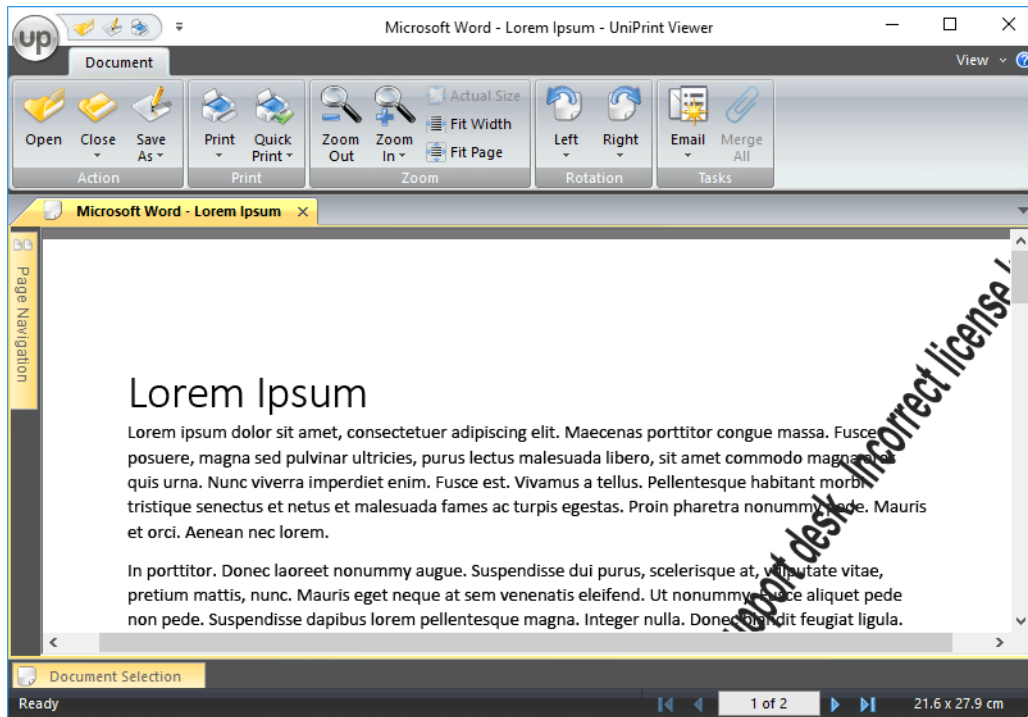 up
Microsoft Word - Lorem Ipsum - UniPrint Viewer
Document
View
Open
Close
Save As
Action
Print
Quick Print
Print
Zoom Out
Zoom In
Actual Size
Fit Width
Fit Page
Zoom
Left
Right
Rotation
Email
Merge All
Tasks
Microsoft Word - Lorem Ipsum
Page Navigation
Lorem Ipsum
Lorem ipsum dolor sit amet, consectetuer adipiscing elit. Maecenas porttitor congue massa. Fusce
posuere, magna sed pulvinar ultricies, purus lectus malesuada libero, sit amet commodo magna eros
quis urna. Nunc viverra imperdiet enim. Fusce est. Vivamus a tellus. Pellentesque habitant morbi
tristique senectus et netus et malesuada fames ac turpis egestas. Proin pharetra nonummy pede. Mauris
et orci. Aenean nec lorem.
In porttitor. Donec laoreet nonummy augue. Suspendisse dui purus, scelerisque at, vulputate vitae,
pretium mattis, nunc. Mauris eget neque at sem venenatis eleifend. Ut nonummy. Fusce aliquet pede
non pede. Suspendisse dapibus lorem pellentesque magna. Integer nulla. Donec blandit feugiat ligula.
support desk. Incorrect license
Document Selection
Ready
1 of 2
21.6 x 27.9 cm